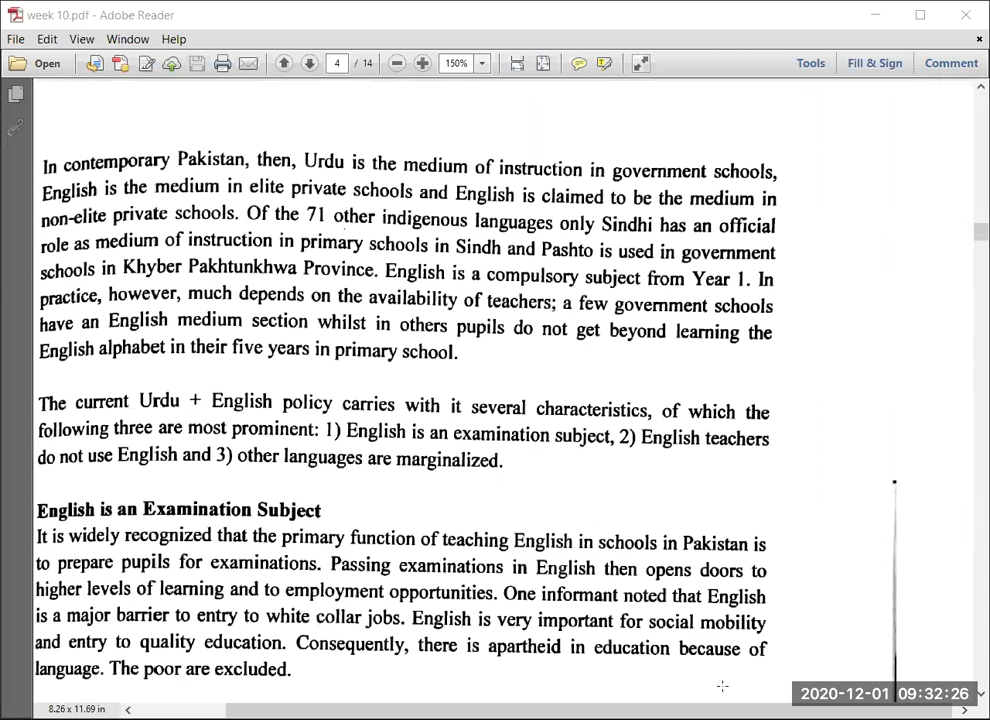 week 10.pdf - Adobe Reader
File Edit View Window Help
Open 4 / 14 150% Tools Fill & Sign Comment
In contemporary Pakistan, then, Urdu is the medium of instruction in government schools,
English is the medium in elite private schools and English is claimed to be the medium in
non-elite private schools. Of the 71 other indigenous languages only Sindhi has an official
role as medium of instruction in primary schools in Sindh and Pashto is used in government
schools in Khyber Pakhtunkhwa Province. English is a compulsory subject from Year 1. In
practice, however, much depends on the availability of teachers; a few government schools
have an English medium section whilst in others pupils do not get beyond learning the
English alphabet in their five years in primary school.
The current Urdu + English policy carries with it several characteristics, of which the
following three are most prominent: 1) English is an examination subject, 2) English teachers
do not use English and 3) other languages are marginalized.
English is an Examination Subject
It is widely recognized that the primary function of teaching English in schools in Pakistan is
to prepare pupils for examinations. Passing examinations in English then opens doors to
higher levels of learning and to employment opportunities. One informant noted that English
is a major barrier to entry to white collar jobs. English is very important for social mobility
and entry to quality education. Consequently, there is apartheid in education because of
language. The poor are excluded.
2020-12-01 09:32:26
8.26 x 11.69 in